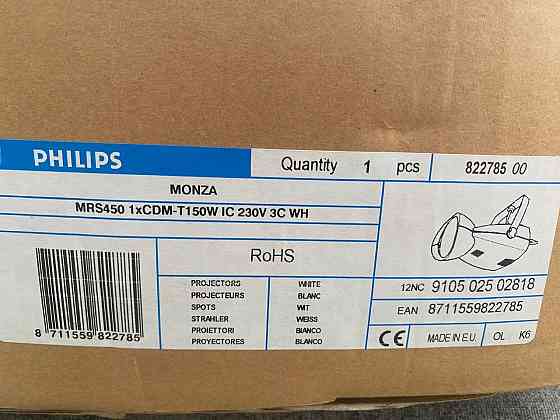 PHILIPS
Quantity 1 pcs
822785 00
MONZA
MRS450 1xCDM-T150W IC 230V 3C WH
RoHS
PROJECTORS WHITE
PROJECTEURS BLANC
SPOTS WIT
STRAHLER WEISS
PROIETTORI BIANCO
PROYECTORES BLANCO
8 711559 822785
12NC 9105 025 02818
EAN 8711559822785
CE MADE IN E.U. OL K6